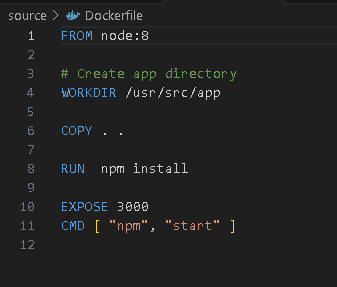 source > Dockerfile
1 FROM node:8
2
3 # Create app directory
4 WORKDIR /usr/src/app
5
6 COPY . .
7
8 RUN  npm install
9
10 EXPOSE 3000
11 CMD [ "npm", "start" ]
12